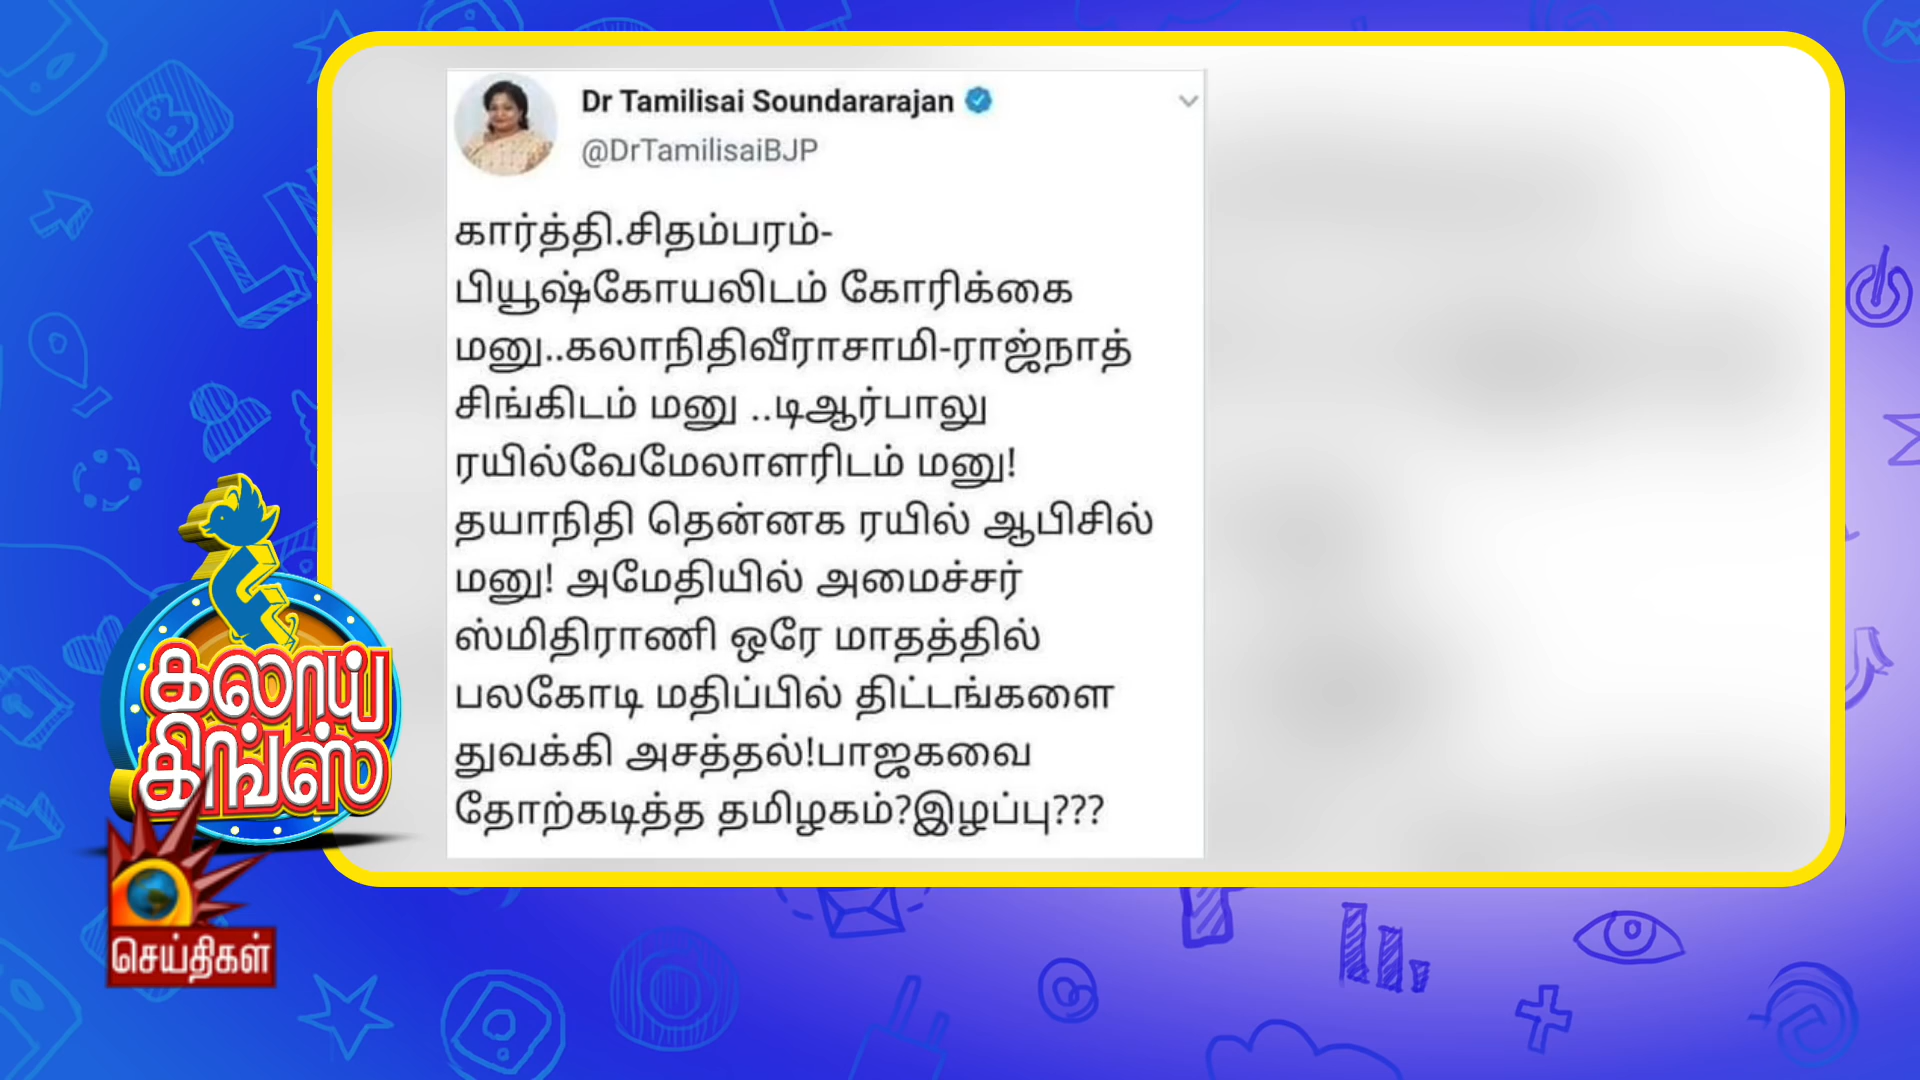 Dr Tamilisai Soundararajan
@DrTamilisaiBJP
கார்த்தி.சிதம்பரம்-
பியூஷ்கோயலிடம் கோரிக்கை
மனு..கலாநிதிவீராசாமி-ராஜ்நாத்
சிங்கிடம் மனு ..டிஆர்பாலு
ரயில்வேமேலாளரிடம் மனு!
தயாநிதி தென்னக ரயில் ஆபிசில்
மனு! அமேதியில் அமைச்சர்
ஸ்மிதிராணி ஒரே மாதத்தில்
பலகோடி மதிப்பில் திட்டங்களை
துவக்கி அசத்தல்!பாஜகவை
தோற்கடித்த தமிழகம்?இழப்பு???
கலாய்
கிங்ஸ்
செய்திகள்